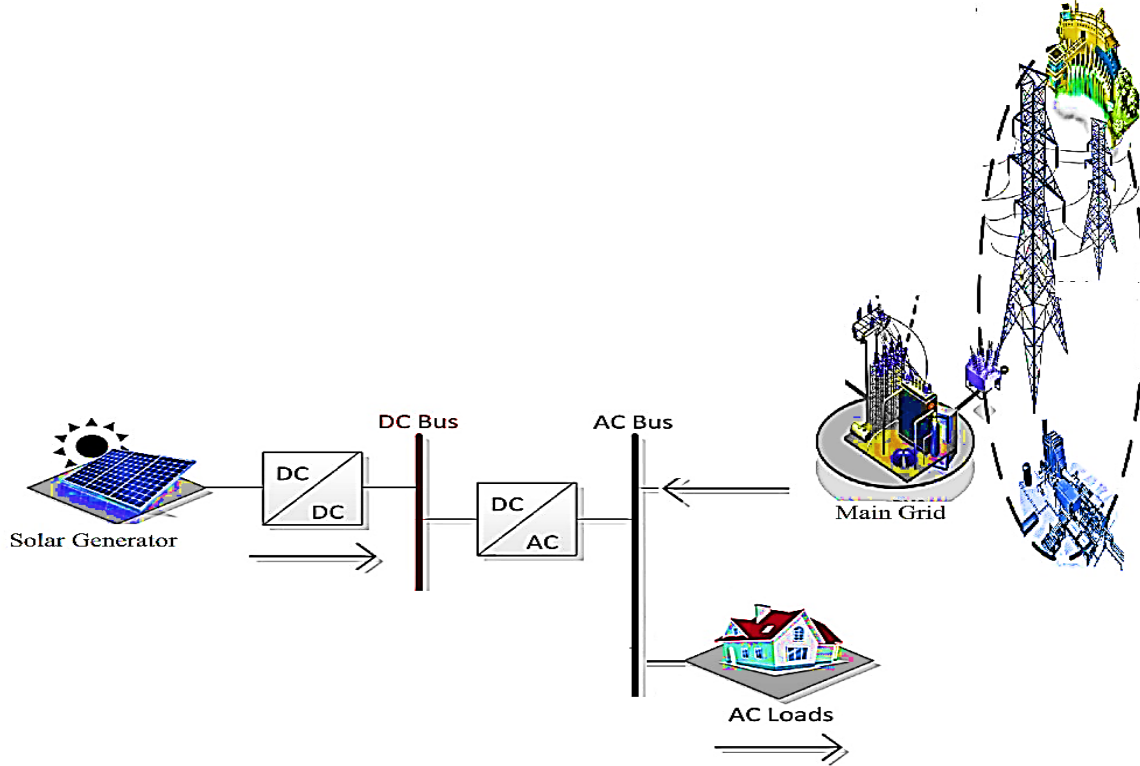 DC Bus
AC Bus
DC
DC
DC
AC
Solar Generator
Main Grid
AC Loads